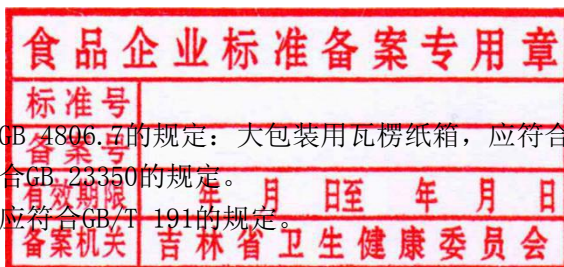 食品企业标准备案专用章
标准号
GB 4806.7的规定：大包装用瓦楞纸箱，应符合
备案号
合GB 23350的规定。
有效期限 年 月 日至 年 月 日
应符合GB/T 191的规定。
备案机关 吉林省卫生健康委员会